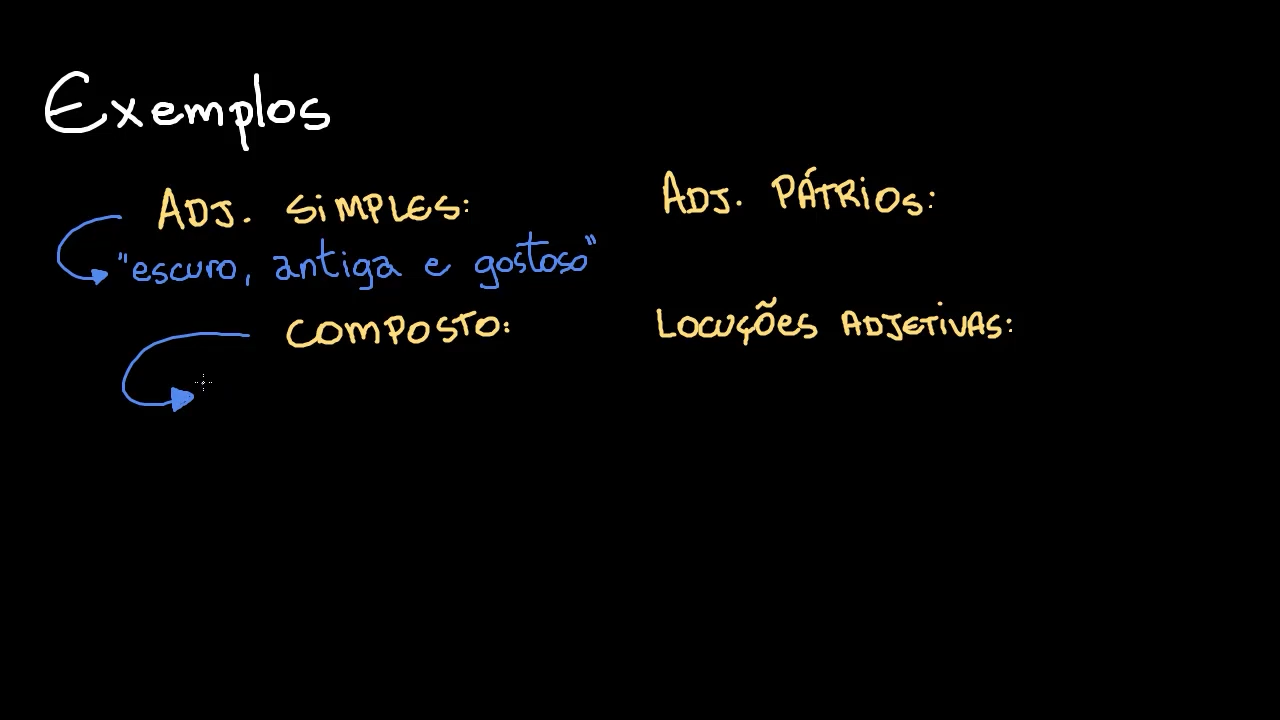 Exemplos
ADJ. SiMPLES:
"escuro, antiga e gostoso"
COMPOSTO:
ADJ. PÁTRiOS:
LOCUÇÕES ADJETiVAS: